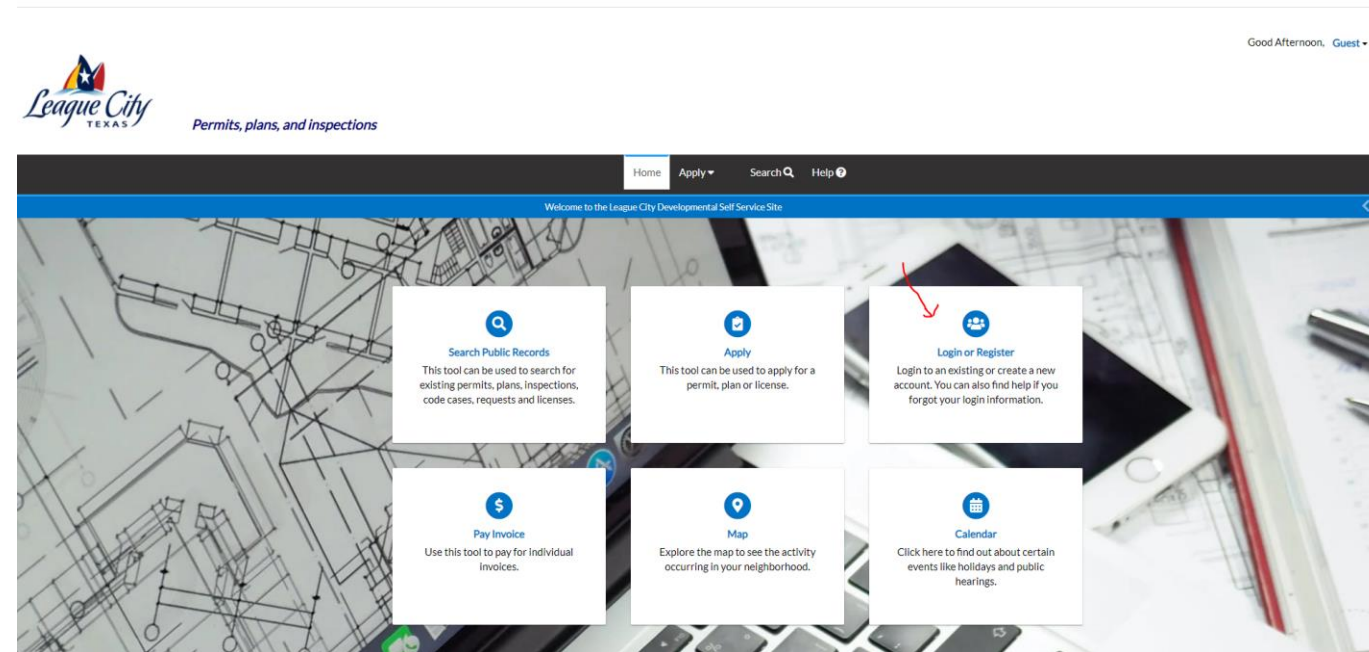 Good Afternoon, Guest
League City
TEXAS
Permits, plans, and inspections
Home Apply Search Help
Welcome to the League City Developmental Self Service Site
Search Public Records
This tool can be used to search for
existing permits, plans, inspections,
code cases, requests and licenses.
Apply
This tool can be used to apply for a
permit, plan or license.
Login or Register
Login to an existing or create a new
account. You can also find help if you
forgot your login information.
Pay Invoice
Use this tool to pay for individual
invoices.
Map
Explore the map to see the activity
occurring in your neighborhood.
Calendar
Click here to find out about certain
events like holidays and public
hearings.